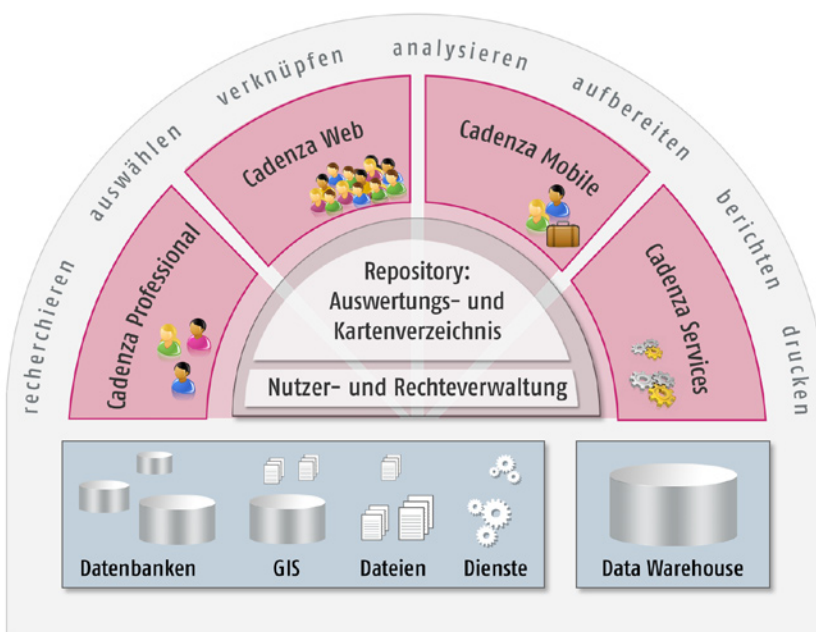 recherchieren
auswählen
verknüpfen
analysieren
aufbereiten
berichten
drucken
Cadenza Professional
Cadenza Web
Cadenza Mobile
Cadenza Services
Repository:
Auswertungs- und
Kartenverzeichnis
Nutzer- und Rechteverwaltung
Datenbanken
GIS
Dateien
Dienste
Data Warehouse